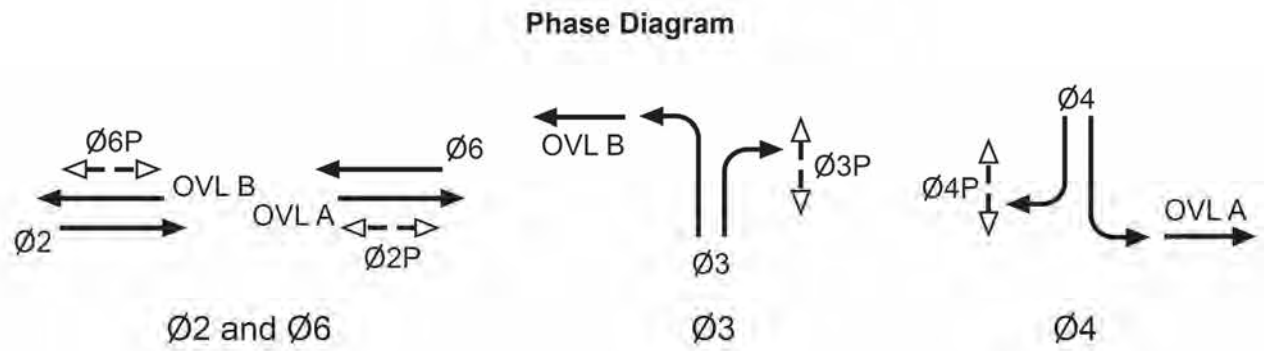 Phase Diagram
Ø6P
OVL B
Ø2
Ø6
OVL A
Ø2P
Ø2 and Ø6
OVL B
Ø3P
Ø3
Ø3
Ø4
Ø4P
OVL A
Ø4